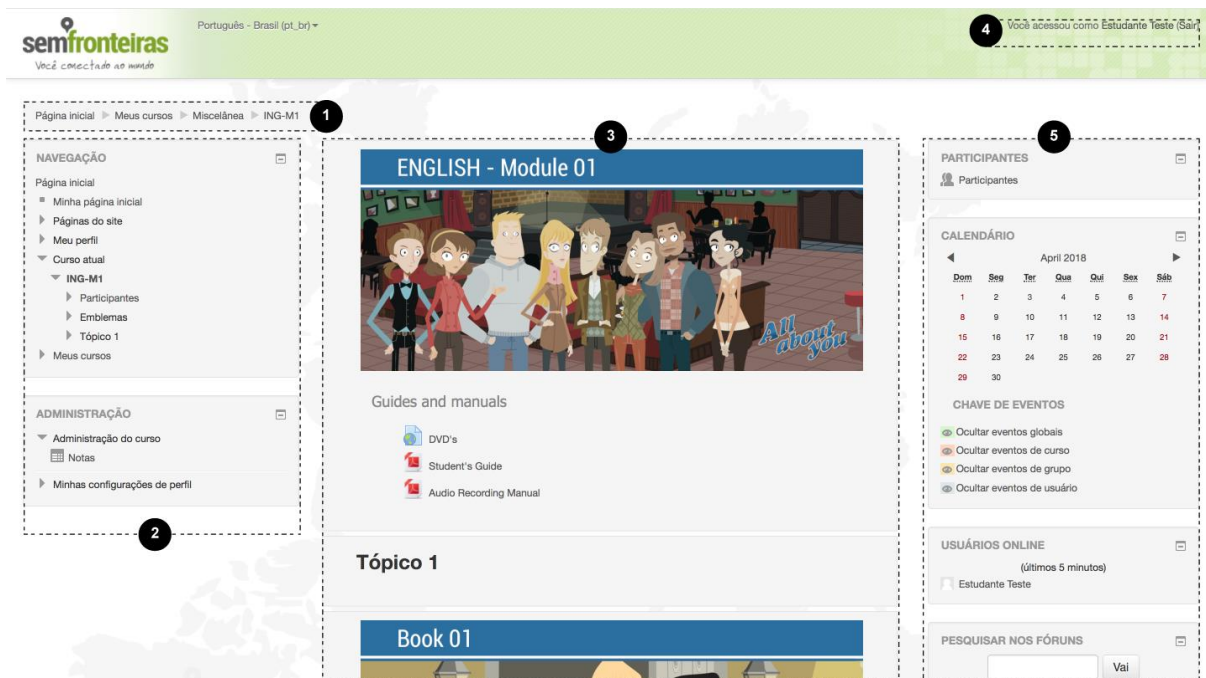 semfronteiras
Você conectado ao mundo
Português - Brasil (pt_br)
4
Você acessou como Estudante Teste (Sair)
Página inicial Meus cursos Miscelânea ING-M1
1
NAVEGAÇÃO
Página inicial
Minha página inicial
Páginas do site
Meu perfil
Curso atual
ING-M1
Participantes
Emblemas
Tópico 1
Meus cursos
ADMINISTRAÇÃO
Administração do curso
Notas
Minhas configurações de perfil
2
3
ENGLISH - Module 01
All
about
you
Guides and manuals
DVD's
Student's Guide
Audio Recording Manual
Tópico 1
Book 01
5
PARTICIPANTES
Participantes
CALENDÁRIO
April 2018
Dom Seg Ter Qua Qui Sex Sáb
1 2 3 4 5 6 7
8 9 10 11 12 13 14
15 16 17 18 19 20 21
22 23 24 25 26 27 28
29 30
CHAVE DE EVENTOS
Ocultar eventos globais
Ocultar eventos de curso
Ocultar eventos de grupo
Ocultar eventos de usuário
USUÁRIOS ONLINE
(últimos 5 minutos)
Estudante Teste
PESQUISAR NOS FÓRUNS
Vai